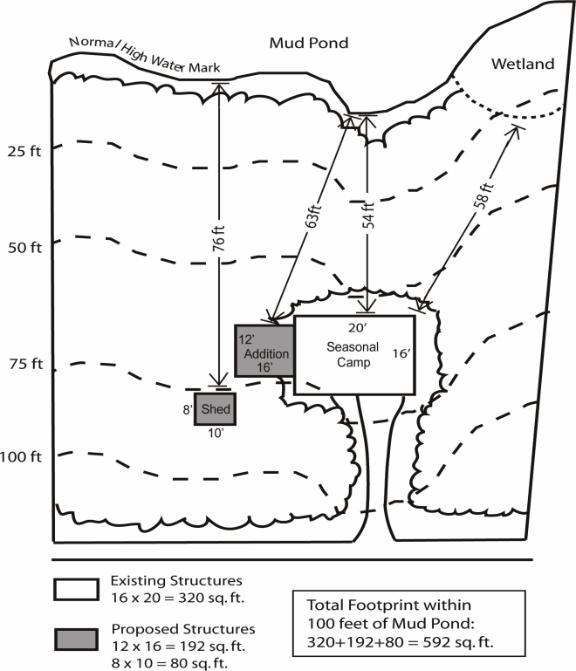 Mud Pond
Normal High Water Mark
Wetland
25 ft
50 ft
75 ft
100 ft
76 ft
63ft
54 ft
58 ft
12'
Addition
16'
20'
Seasonal
Camp
16'
8'
Shed
10'
Existing Structures
16 x 20 = 320 sq. ft.
Proposed Structures
12 x 16 = 192 sq. ft.
8 x 10 = 80 sq. ft.
Total Footprint within
100 feet of Mud Pond:
320+192+80 = 592 sq. ft.